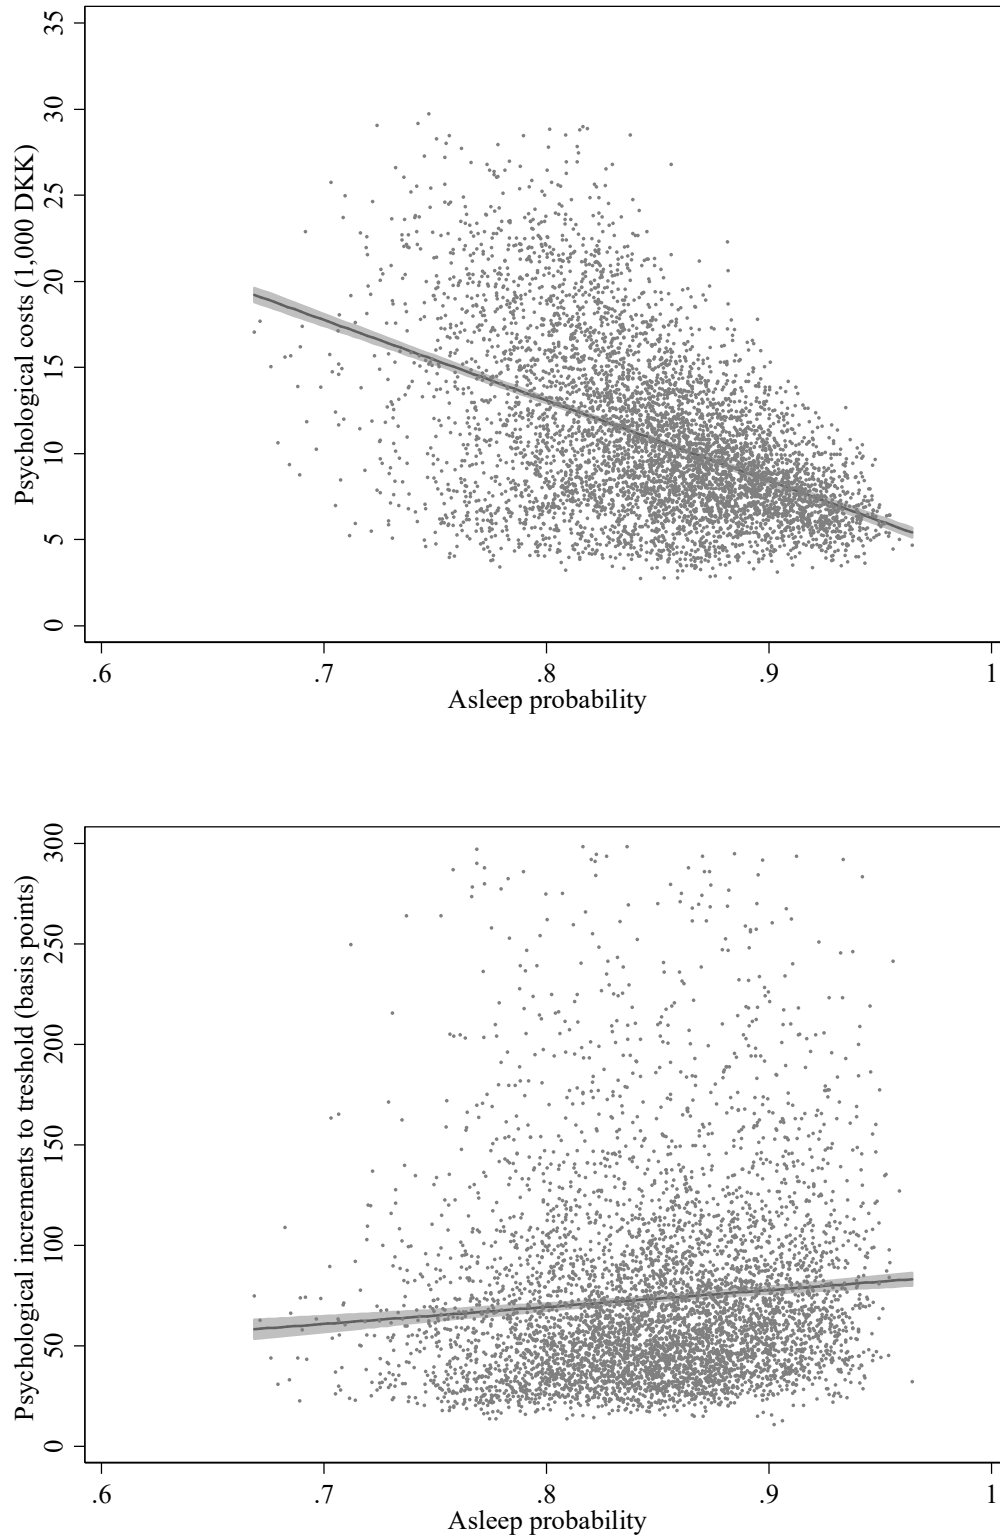 35
30
25
20
15
10
5
0
Psychological costs (1,000 DKK)
.6 .7 .8 .9 1
Asleep probability
300
250
200
150
100
50
0
Psychological increments to treshold (basis points)
.6 .7 .8 .9 1
Asleep probability